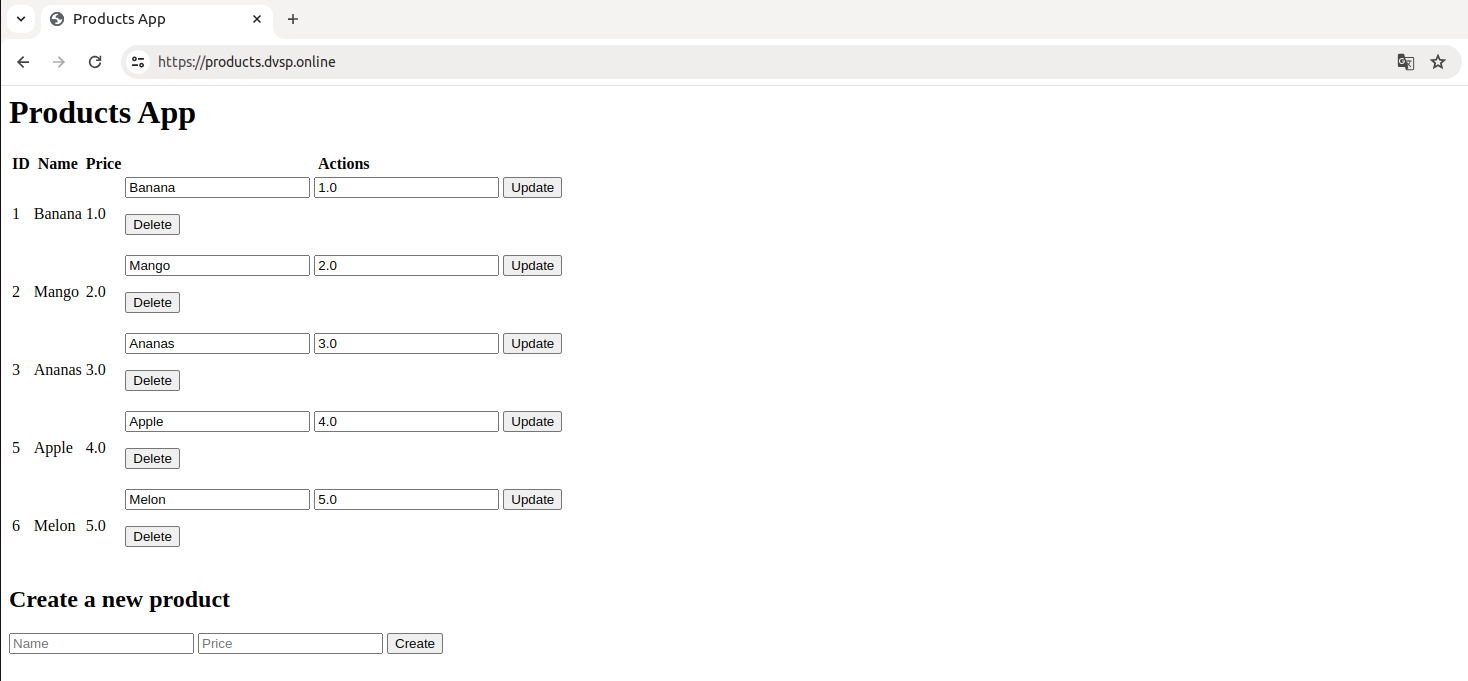 Products App
https://products.dvsp.online
Products App
ID Name Price Actions
Banana 1.0 Update
1 Banana 1.0
Delete
Mango 2.0 Update
2 Mango 2.0
Delete
Ananas 3.0 Update
3 Ananas 3.0
Delete
Apple 4.0 Update
5 Apple 4.0
Delete
Melon 5.0 Update
6 Melon 5.0
Delete
Create a new product
Name Price Create